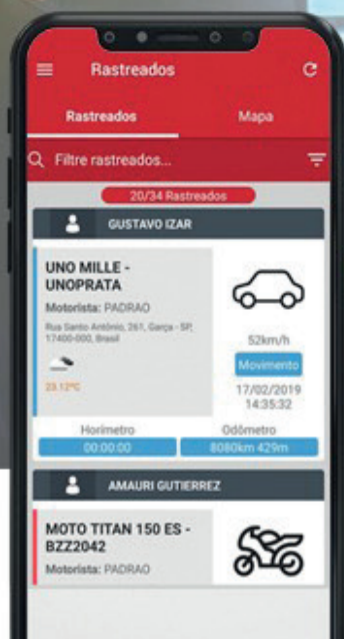 Rastreados
Rastreados
Mapa
Filtre rastreados...
20/34 Rastreados
GUSTAVO IZAR
UNO MILLE -
UNOPRATA
Motorista: PADRAO
Rua Santo Antônio, 261, Garça - SP,
17400-000, Brasil
23.12°C
52km/h
Movimento
17/02/2019
14:35:32
Horímetro
00:00:00
Odômetro
8080km 429m
AMAURI GUTIERREZ
MOTO TITAN 150 ES -
BZZ2042
Motorista: PADRAO